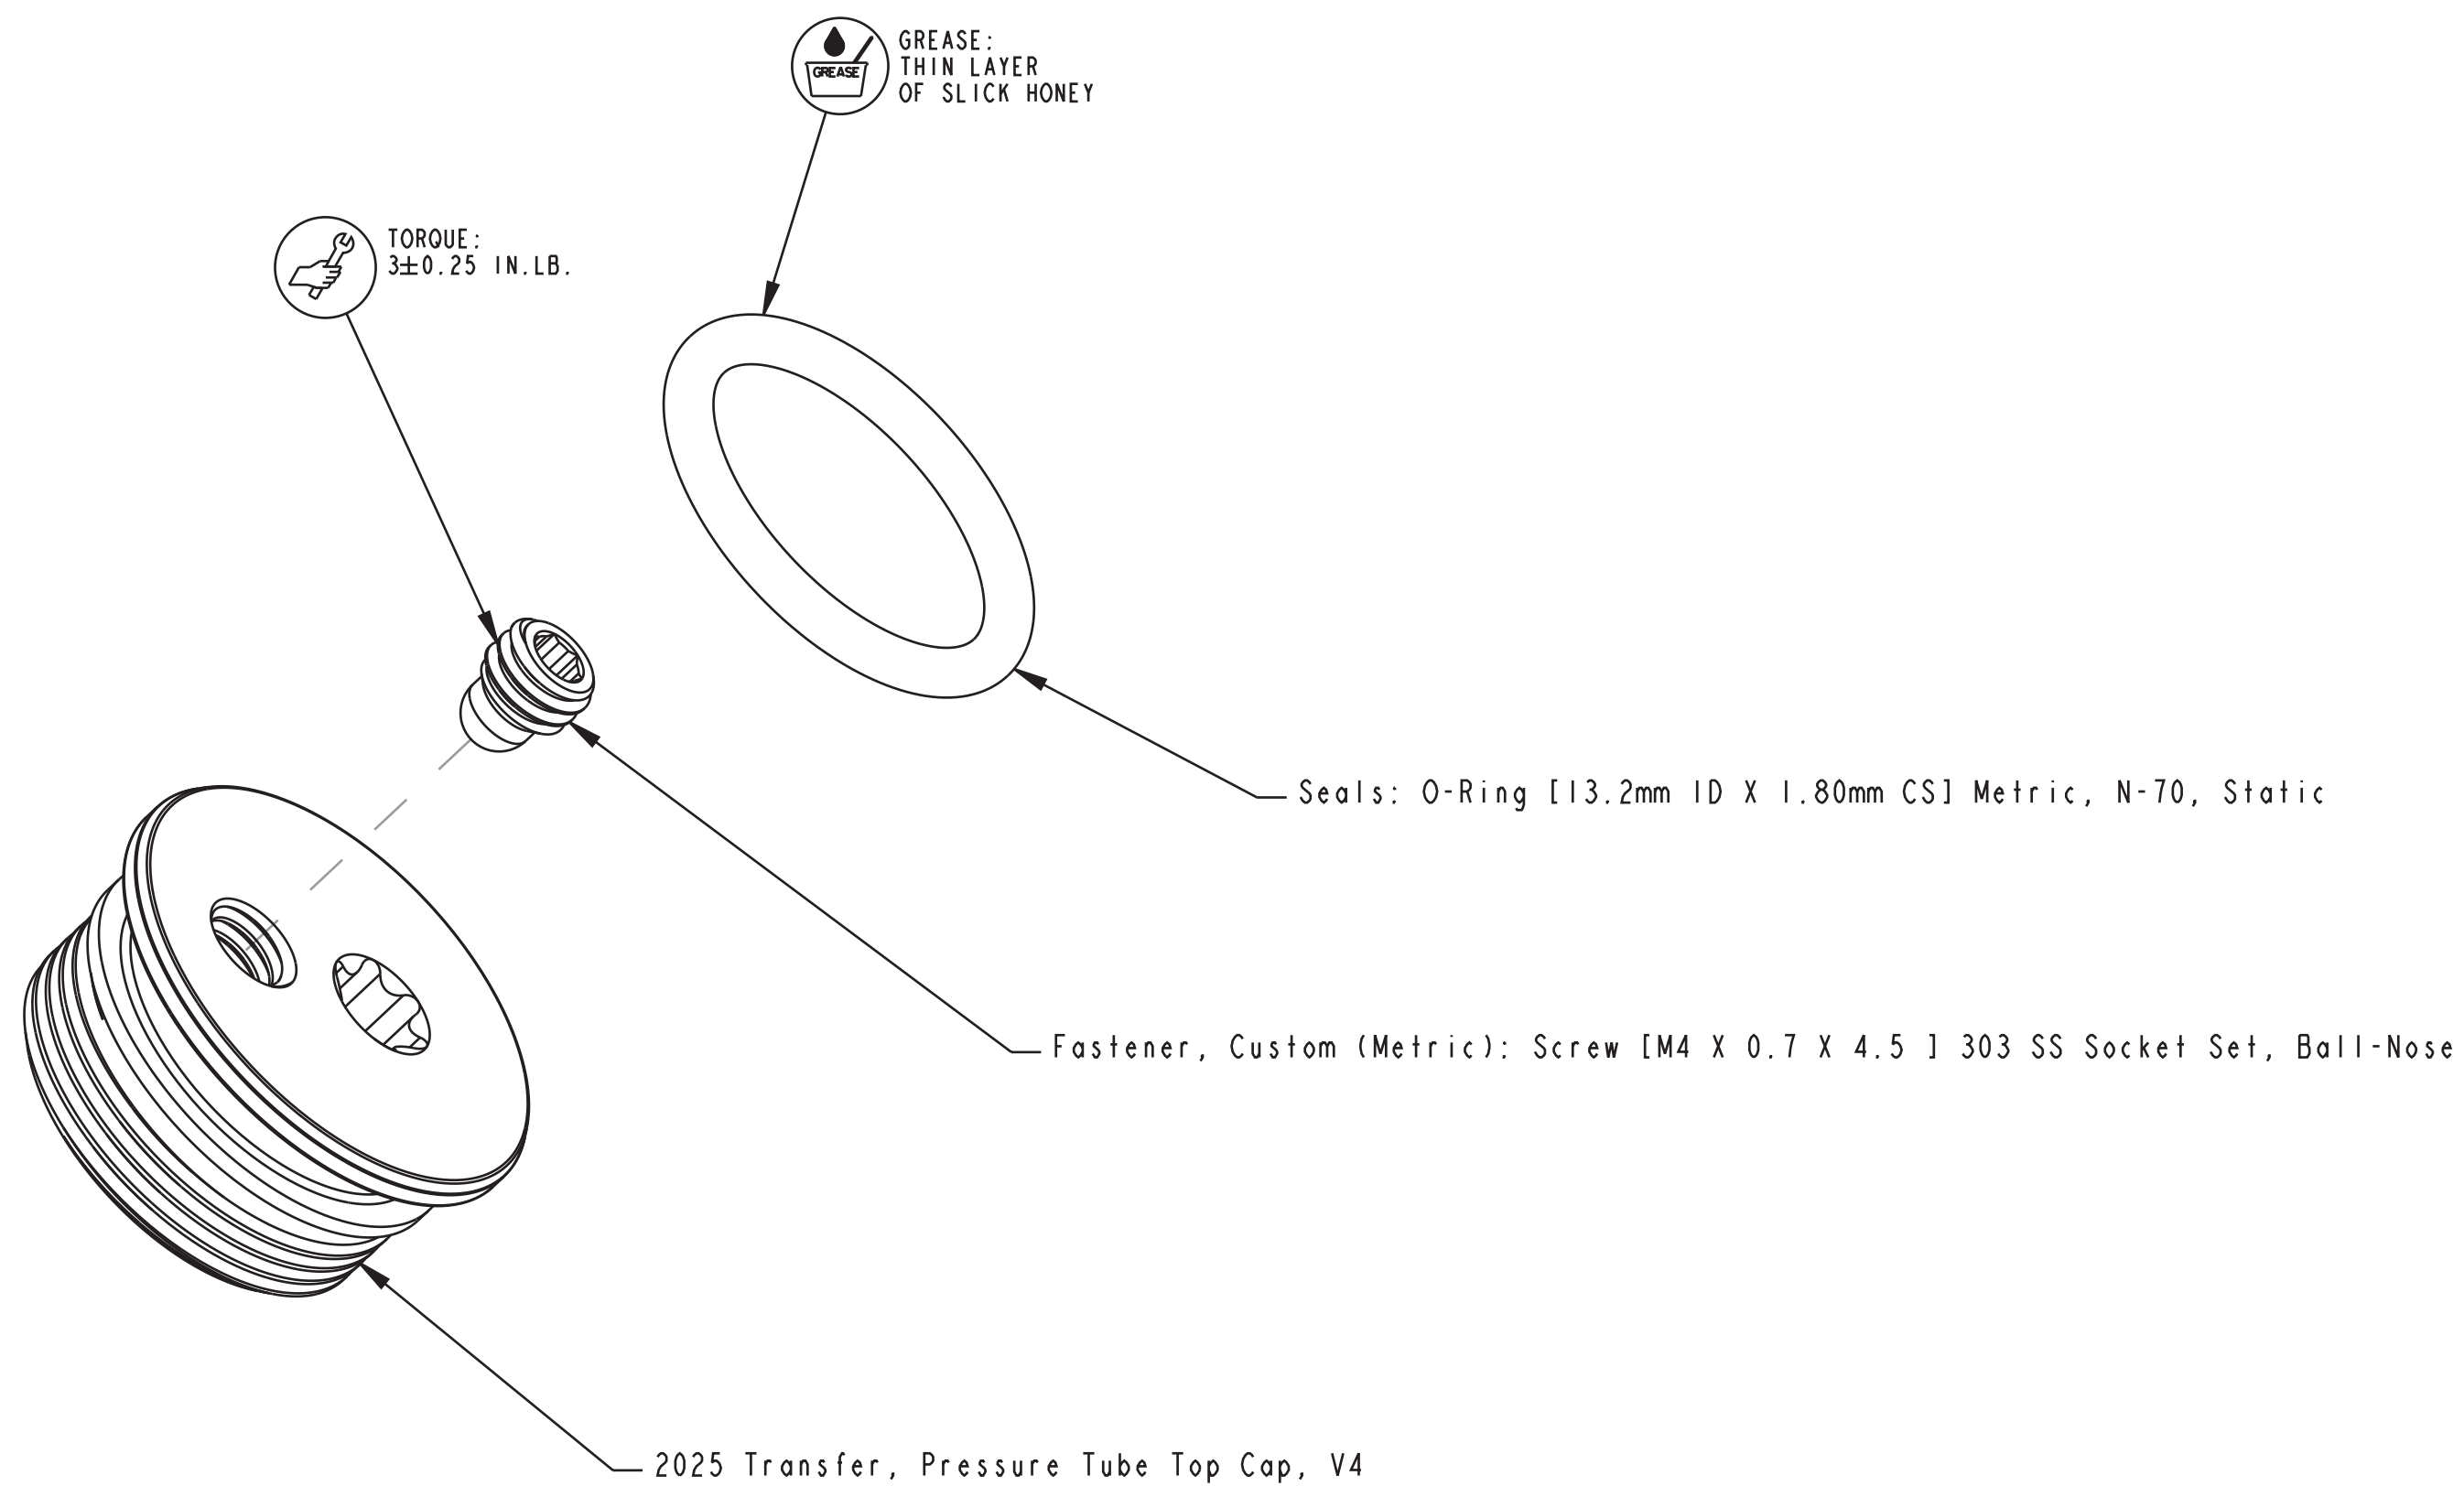 GREASE
GREASE:
THIN LAYER
OF SLICK HONEY
TORQUE:
3±0.25 IN.LB.
Seals: O-Ring [13.2mm ID X 1.80mm CS] Metric, N-70, Static
Fastener, Custom (Metric): Screw [M4 X 0.7 X 4.5 ] 303 SS Socket Set, Ball-Nose
2025 Transfer, Pressure Tube Top Cap, V4